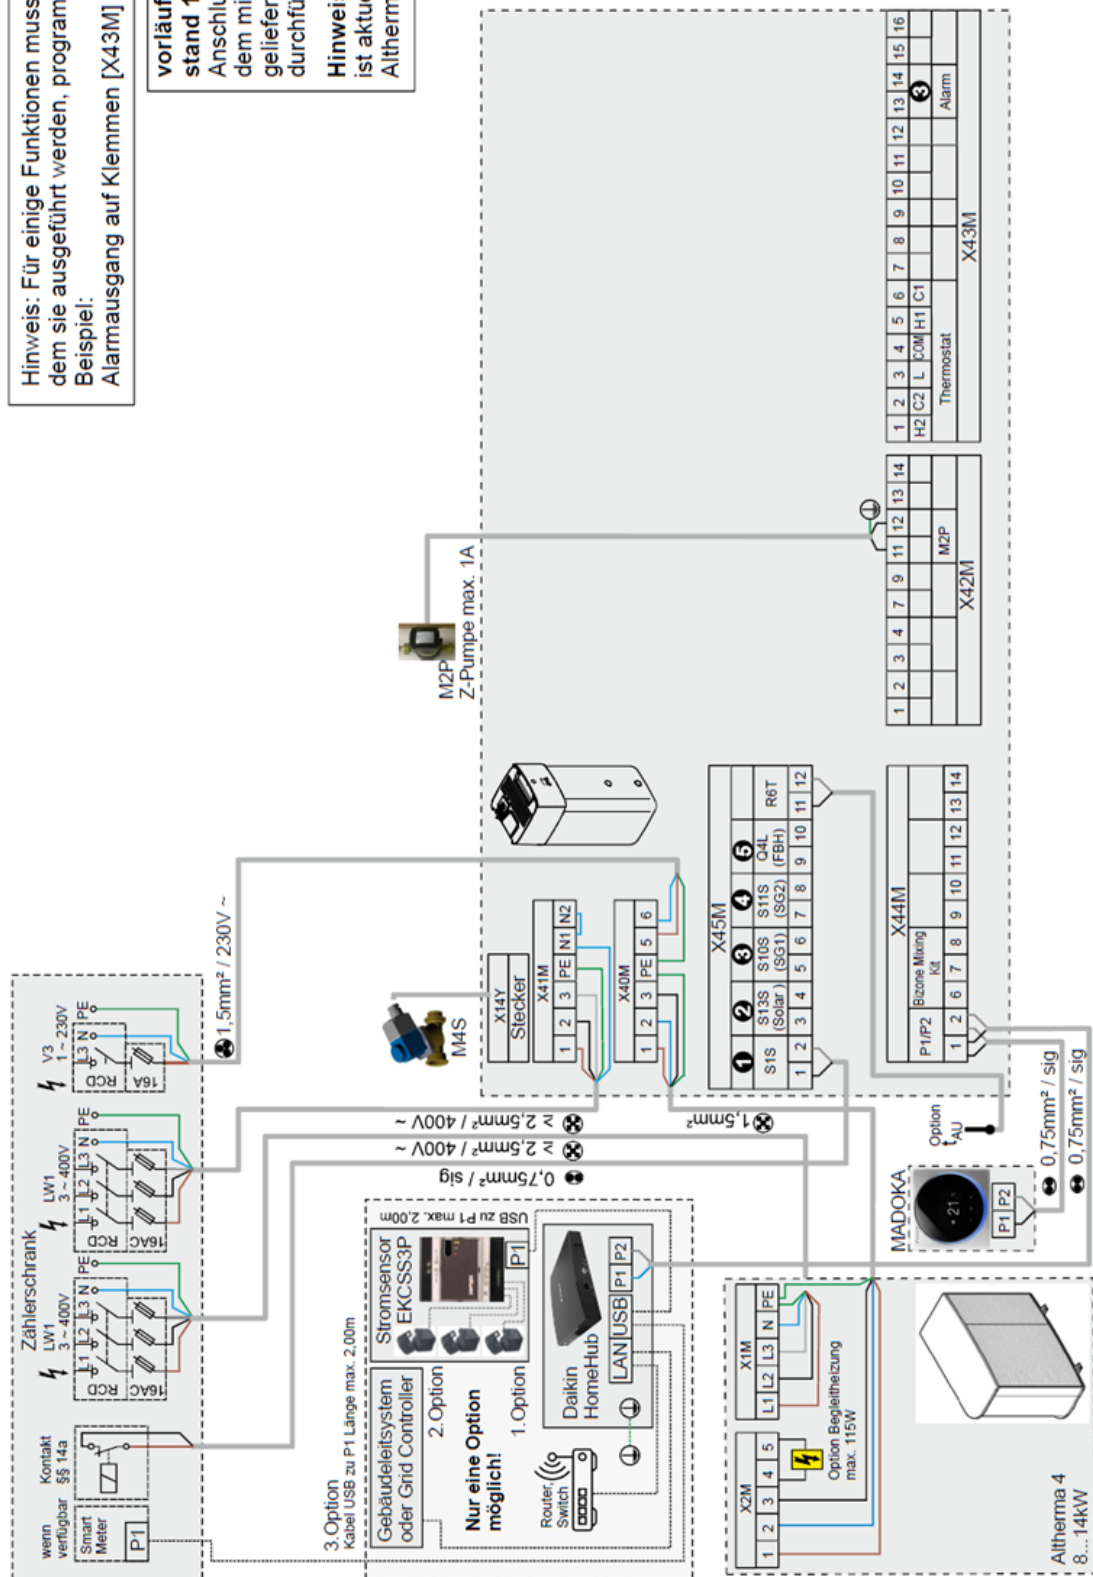 Hinweis: Für einige Funktionen muss
dem sie ausgeführt werden, program
Beispiel:
Alarmausgang auf Klemmen [X43M]
vorläuf
stand 1
Anschlu
dem mi
geliefer
durchfü
Hinweis
ist aktue
Altherm
Zählerschrank
wenn
verfügbar
Smart
Meter
P1
Kontakt
§§ 14a
LW1
3 ~ 400V
L1 L2 L3 N PE
RCD
16AC
LW1
3 ~ 400V
L1 L2 L3 N PE
RCD
16AC
V3
1 ~ 230V
L3 N PE
RCD
16A
1,5mm² / 230V ~
≥ 2,5mm² / 400V ~
≥ 2,5mm² / 400V ~
0,75mm² / sig
1,5mm²
3.Option
Kabel USB zu P1 Länge max. 2,00m
Gebäudeleitsystem
oder Grid Controller
2.Option
Nur eine Option
möglich!
1.Option
Stromsensor
EKCSS3P
P1
USB zu P1 max. 2,00m
Router,
Switch
Daikin
HomeHub
LAN USB P1 P2
M2P
Z-Pumpe max. 1A
M4S
X14Y
Stecker
X41M
1 2 3 PE N1 N2
X40M
1 2 3 PE 5 6
X45M
1 2 3 4 5
S1S
S13S
(Solar)
S10S
(SG1)
S11S
(SG2)
Q4L
(FBH)
R6T
1 2 3 4 5 6 7 8 9 10 11 12
X44M
P1/P2
Bizone Mixing
Kit
1 2 6 7 8 9 10 11 12 13 14
1 2 3 4 7 9 11 12 13 14
M2P
X42M
1 2 3 4 5 6 7 8 9 10 11 12 13 14 15 16
H2 C2 L COM H1 C1
3
Thermostat
Alarm
X43M
Option
tAU
MADOKA
21
P1 P2
0,75mm² / sig
0,75mm² / sig
X2M
1 2 3 4 5
X1M
L1 L2 L3 N PE
Option Begleitheizung
max. 115W
Altherma 4
8...14kW